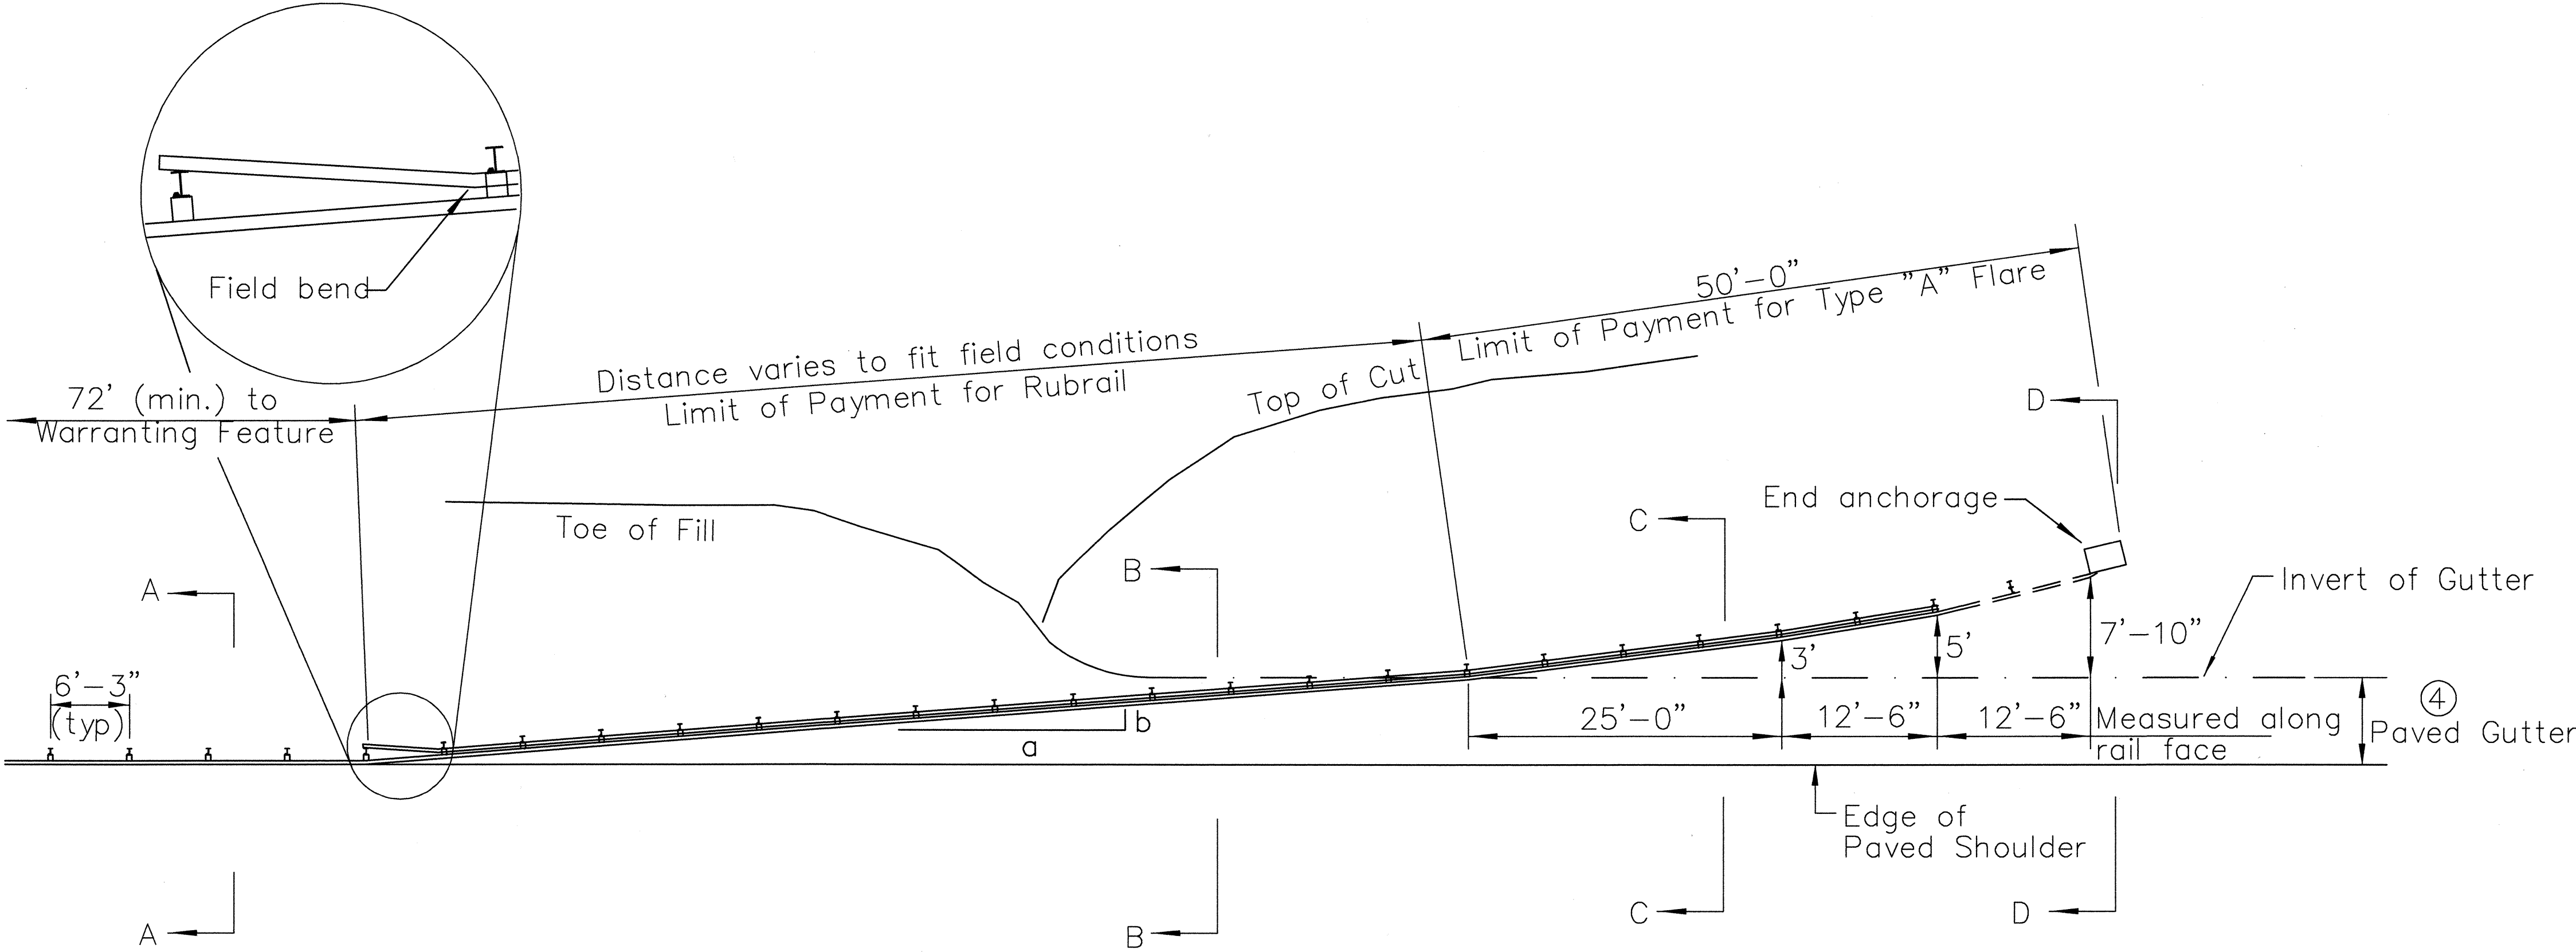 Field bend
50'-0"
Limit of Payment for Type "A" Flare
Distance varies to fit field conditions
Limit of Payment for Rubrail
Top of Cut
72' (min.) to
Warranting Feature
D
End anchorage
C
Toe of Fill
B
A
Invert of Gutter
6'-3"
(typ)
3'
5'
7'-10"
4
Paved Gutter
25'-0"
12'-6"
12'-6"
Measured along
rail face
b
a
Edge of
Paved Shoulder
A
B
C
D